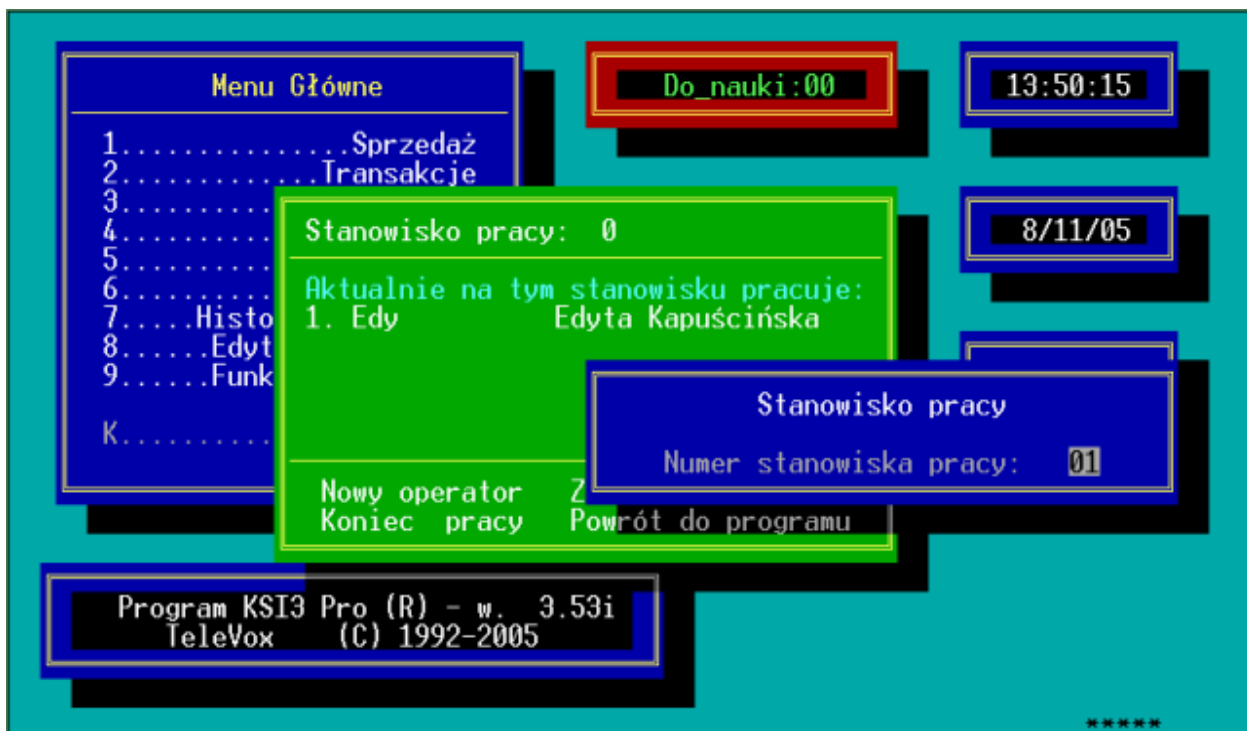 Menu Główne
1................Sprzedaż
2.............Transakcje
3..........
4..........
5..........
6..........
7.....Histo
8......Edyt
9......Funk
K..........
Do_nauki:00
13:50:15
8/11/05
Stanowisko pracy: 0
Aktualnie na tym stanowisku pracuje:
1. Edy Edyta Kapuścińska
Nowy operator Z
Koniec pracy Powrót do programu
Stanowisko pracy
Numer stanowiska pracy: 01
Program KSI3 Pro (R) - w. 3.53i
TeleVox (C) 1992-2005
*****